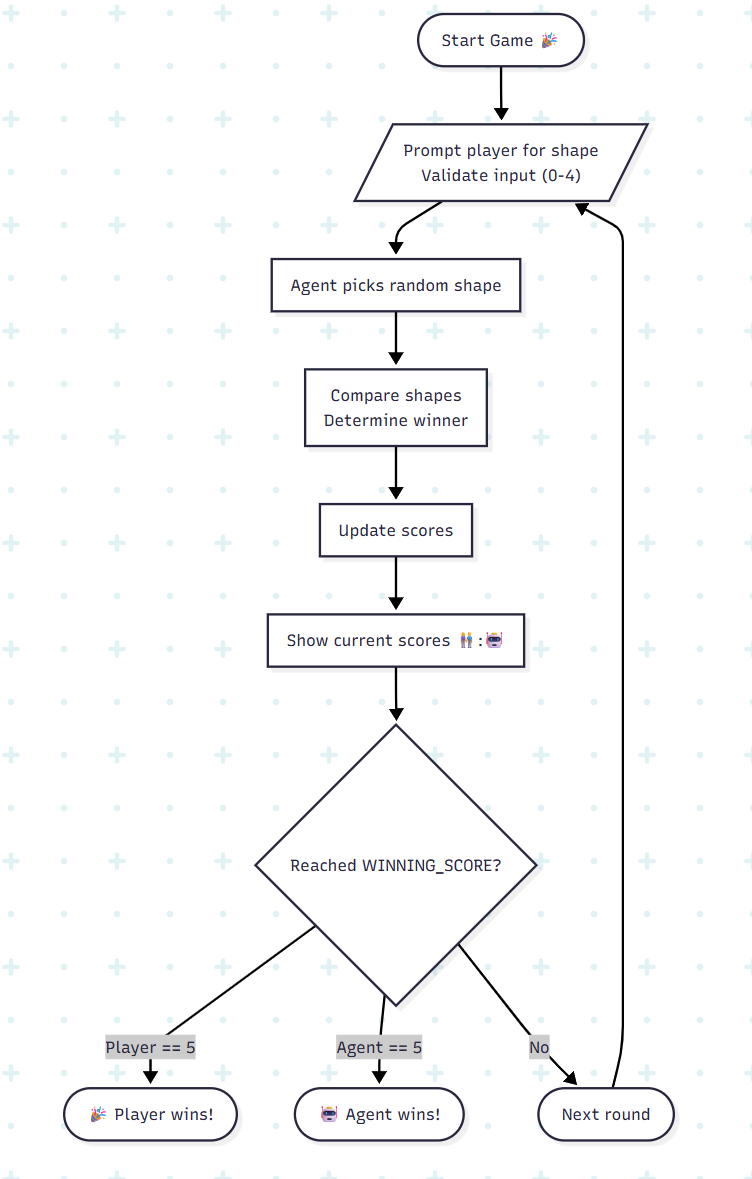 Start Game 🎉
Prompt player for shape
Validate input (0-4)
Agent picks random shape
Compare shapes
Determine winner
Update scores
Show current scores 👫:🤖
Reached WINNING_SCORE?
Player == 5
Agent == 5
No
🎉 Player wins!
🤖 Agent wins!
Next round